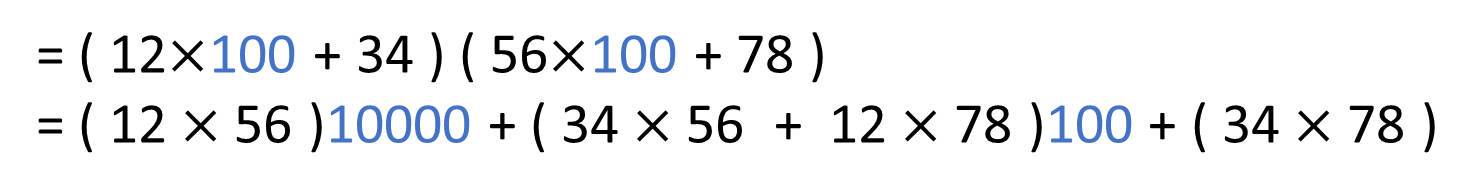 = ( 12×100 + 34 ) ( 56×100 + 78 )
= ( 12 × 56 )10000 + ( 34 × 56 + 12 × 78 )100 + ( 34 × 78 )